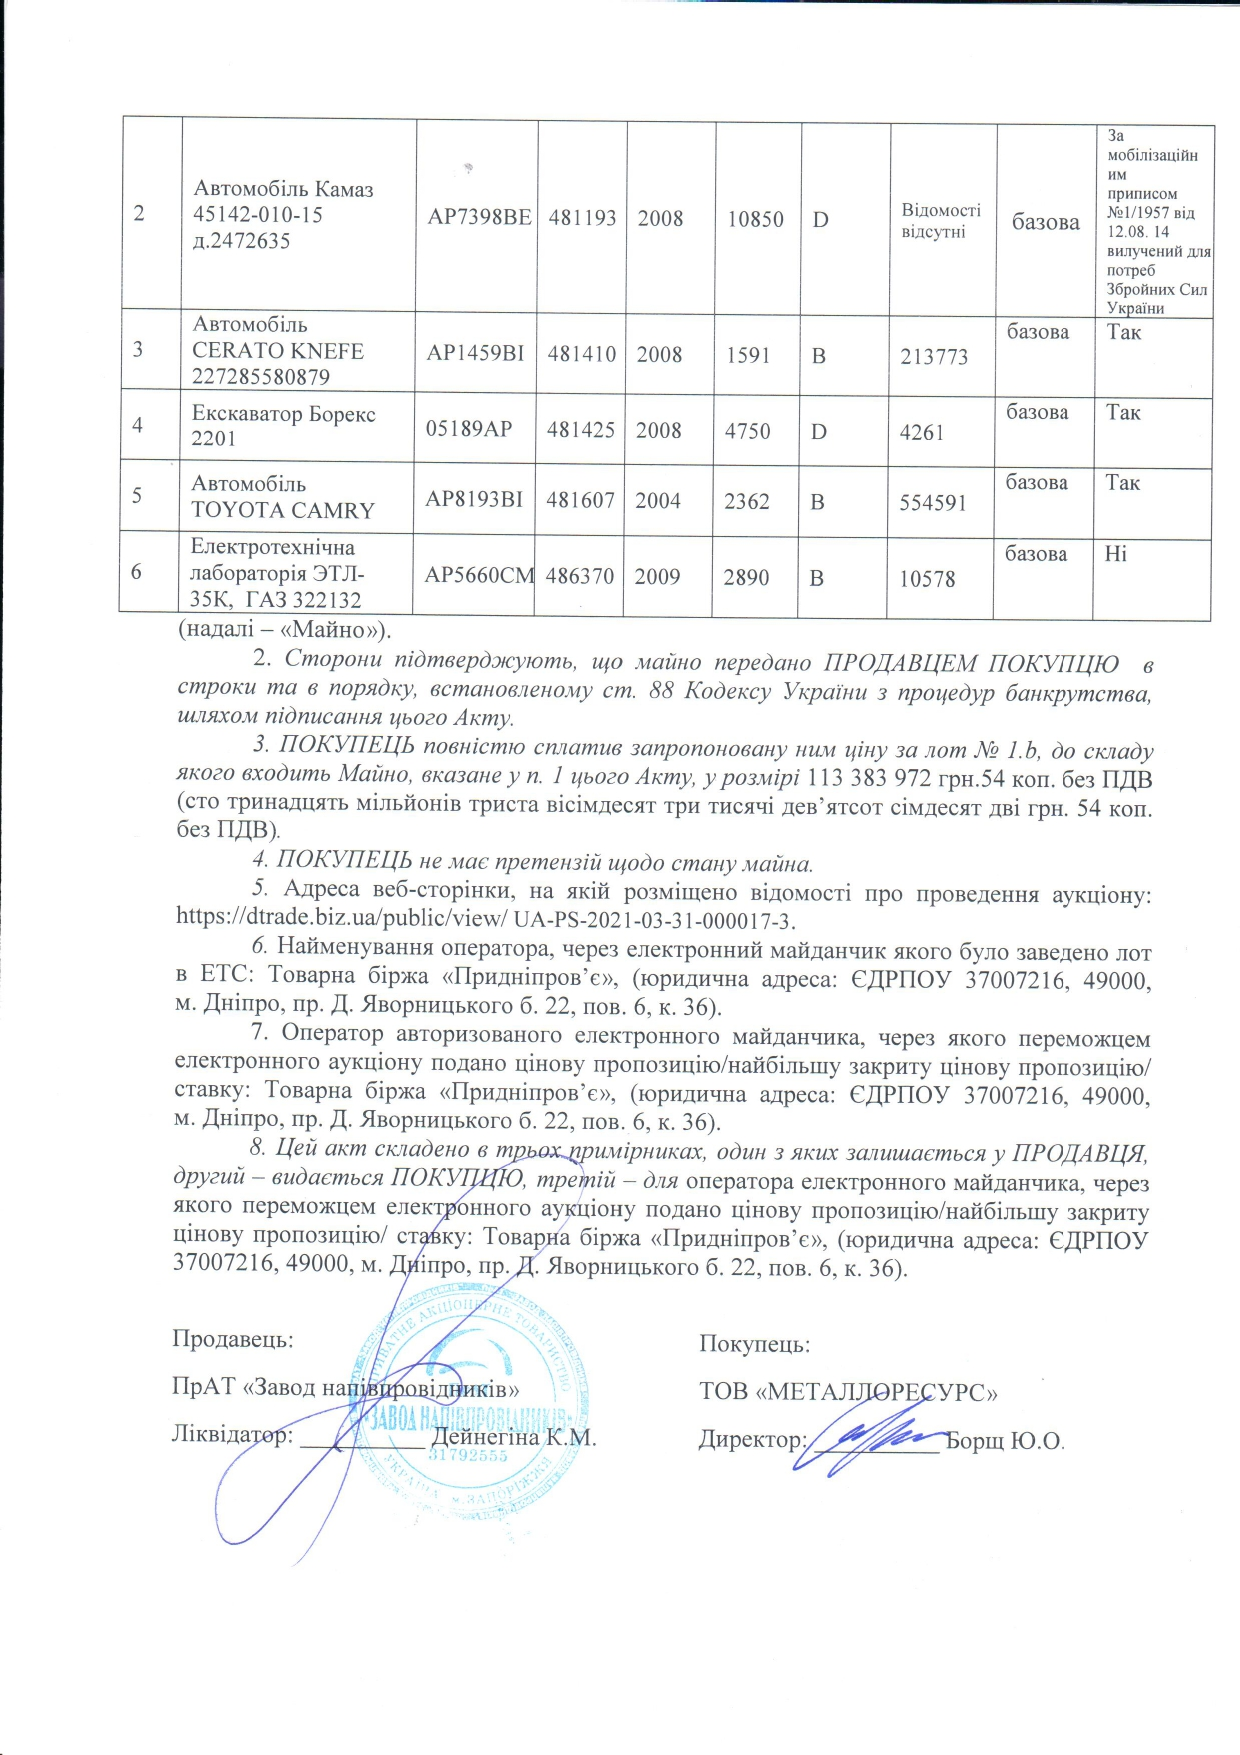 2
Автомобіль Камаз
45142-010-15
д.2472635
АР7398ВЕ
481193
2008
10850
D
Відомості
відсутні
базова
За
мобілізаційн
им
приписом
№1/1957 від
12.08. 14
вилучений для
потреб
Збройних Сил
України
3
Автомобіль
CERATO KNEFE
227285580879
АР1459ВІ
481410
2008
1591
В
213773
базова
Так
4
Екскаватор Борекс
2201
05189АР
481425
2008
4750
D
4261
базова
Так
5
Автомобіль
TOYOTA CAMRY
АР8193ВІ
481607
2004
2362
В
554591
базова
Так
6
Електротехнічна
лабораторія ЭТЛ-
35К, ГАЗ 322132
АР5660СМ
486370
2009
2890
В
10578
базова
Ні
(надалі – «Майно»).
2. Сторони підтверджують, що майно передано ПРОДАВЦЕМ ПОКУПЦЮ в
строки та в порядку, встановленому ст. 88 Кодексу України з процедур банкрутства,
шляхом підписання цього Акту.
3. ПОКУПЕЦЬ повністю сплатив запропоновану ним ціну за лот № 1.b, до складу
якого входить Майно, вказане у п. 1 цього Акту, у розмірі 113 383 972 грн.54 коп. без ПДВ
(сто тринадцять мільйонів триста вісімдесят три тисячі дев’ятсот сімдесят дві грн. 54 коп.
без ПДВ).
4. ПОКУПЕЦЬ не має претензій щодо стану майна.
5. Адреса веб-сторінки, на якій розміщено відомості про проведення аукціону:
https://dtrade.biz.ua/public/view/ UA-PS-2021-03-31-000017-3.
6. Найменування оператора, через електронний майданчик якого було заведено лот
в ЕТС: Товарна біржа «Придніпров’є», (юридична адреса: ЄДРПОУ 37007216, 49000,
м. Дніпро, пр. Д. Яворницького б. 22, пов. 6, к. 36).
7. Оператор авторизованого електронного майданчика, через якого переможцем
електронного аукціону подано цінову пропозицію/найбільшу закриту цінову пропозицію/
ставку: Товарна біржа «Придніпров’є», (юридична адреса: ЄДРПОУ 37007216, 49000,
м. Дніпро, пр. Д. Яворницького б. 22, пов. 6, к. 36).
8. Цей акт складено в трьох примірниках, один з яких залишається у ПРОДАВЦЯ,
другий – видається ПОКУПЦЮ, третій – для оператора електронного майданчика, через
якого переможцем електронного аукціону подано цінову пропозицію/найбільшу закриту
цінову пропозицію/ ставку: Товарна біржа «Придніпров’є», (юридична адреса: ЄДРПОУ
37007216, 49000, м. Дніпро, пр. Д. Яворницького б. 22, пов. 6, к. 36).
Продавець:
ПрАТ «Завод напівпровідників»
Ліквідатор: __________ Дейнегіна К.М.
ПРИВАТНЕ АКЦІОНЕРНЕ ТОВАРИСТВО
«ЗАВОД НАПІВПРОВІДНИКІВ»
31792555
УКРАЇНА м.ЗАПОРІЖЖЯ
Покупець:
ТОВ «МЕТАЛЛОРЕСУРС»
Директор: __________ Борщ Ю.О.